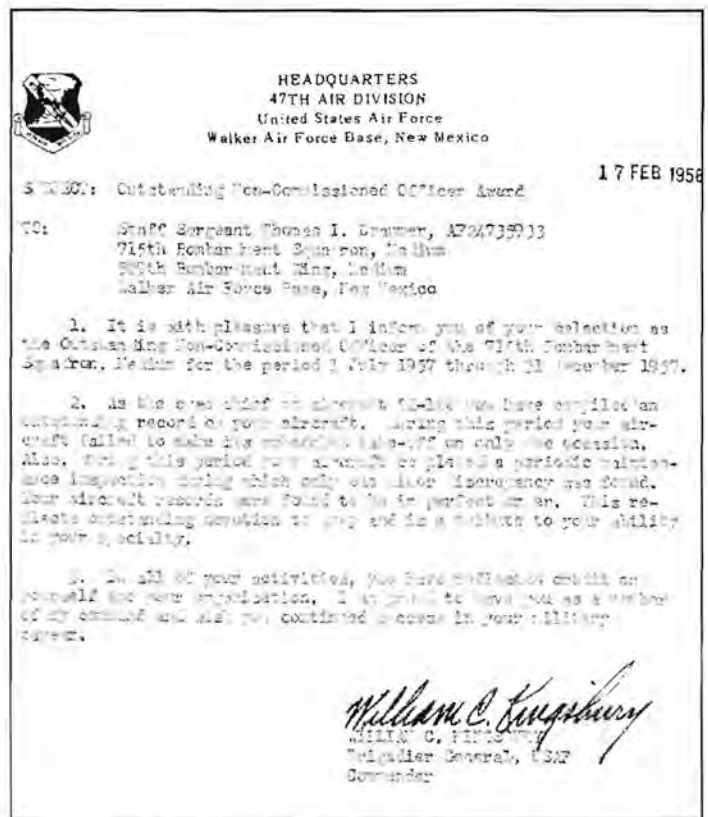 HEADQUARTERS
47TH AIR DIVISION
United States Air Force
Walker Air Force Base, New Mexico
17 FEB 1958
SUBJECT: Outstanding Non-Commissioned Officer Award
TO: Staff Sergeant Thomas I.
715th Bombardment Squadron, Medium
Bombardment Wing, Medium
Walker Air Force Base, New Mexico
1. It is with pleasure that I inform you of your selection as
the Outstanding Non-Commissioned Officer of the 715th Bombardment
Squadron, Medium for the period 1 July 1957 through 31 December 1957.
2. As the crew chief on aircraft you have compiled an
outstanding record on your aircraft. During this period your air-
craft failed to make its scheduled take-off on only one occasion.
Also, during this period your aircraft completed a periodic mainten-
ance inspection during which only one minor discrepancy was found.
Your aircraft records were found to be in perfect order. This re-
flects outstanding devotion to duty and is a tribute to your ability
in your specialty.
3. In all of your activities, you have reflected credit on
yourself and your organization. I am proud to have you as a member
of my command and wish you continued success in your military
career.
William C. Kingsbury
WILLIAM C. KINGSBURY
Brigadier General, USAF
Commander